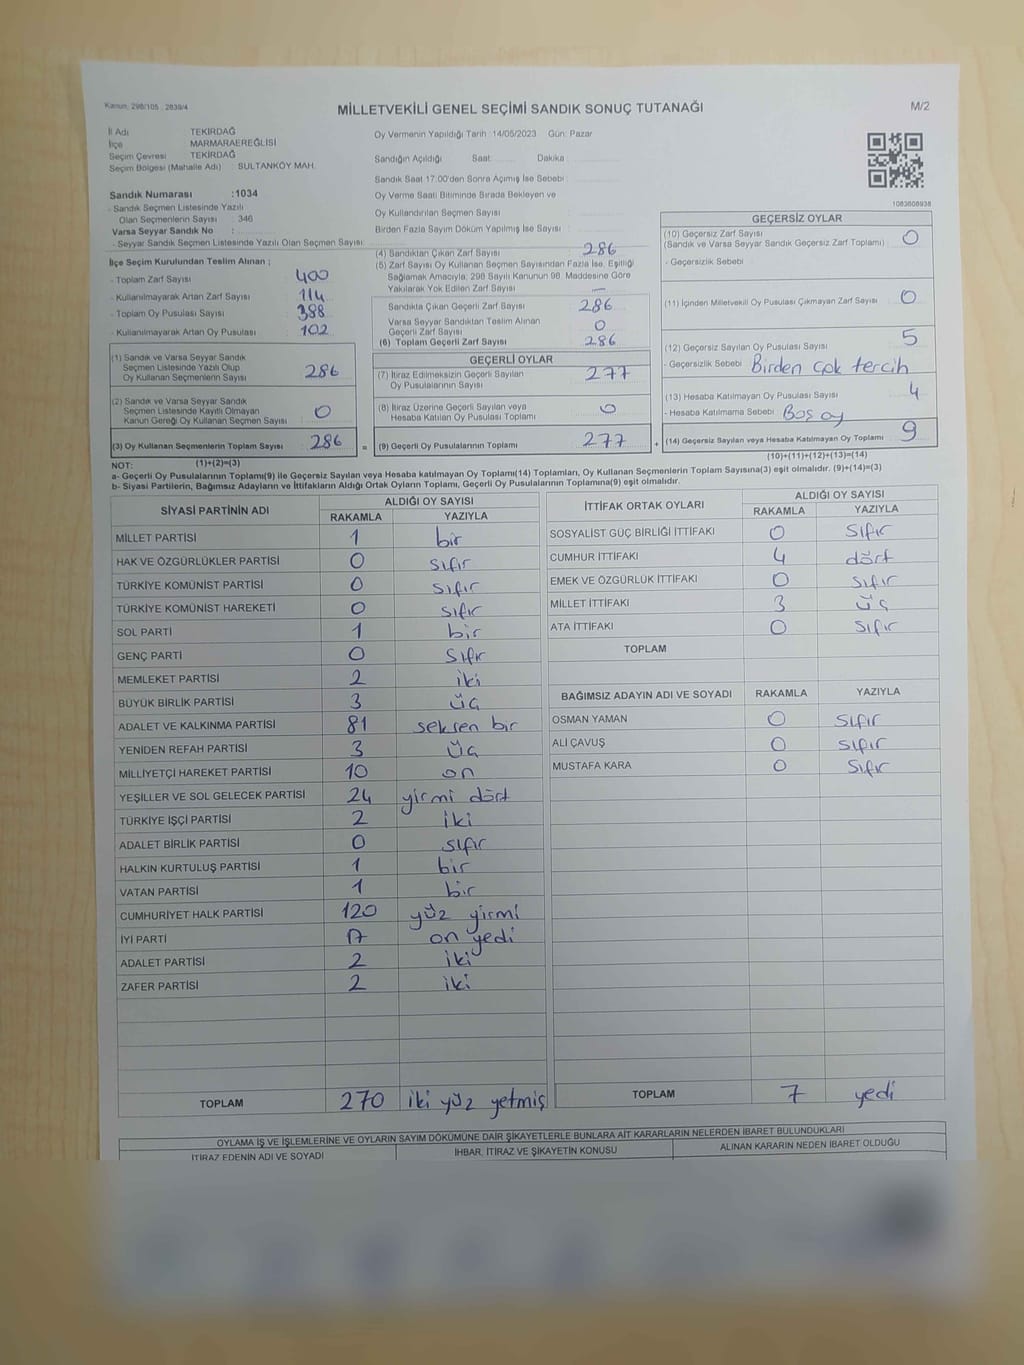 Kanun: 298/105 , 2839/4
MİLLETVEKİLİ GENEL SEÇİMİ SANDIK SONUÇ TUTANAĞI
M/2
İl Adı TEKİRDAĞ
İlçe MARMARAEREĞLİSİ
Seçim Çevresi TEKİRDAĞ
Seçim Bölgesi (Mahalle Adı) : SULTANKÖY MAH.
Sandık Numarası :1034
- Sandık Seçmen Listesinde Yazılı
Olan Seçmenlerin Sayısı : 346
Varsa Seyyar Sandık No :
- Seyyar Sandık Seçmen Listesinde Yazılı Olan Seçmen Sayısı
İlçe Seçim Kurulundan Teslim Alınan ;
- Toplam Zarf Sayısı : 400
- Kullanılmayarak Artan Zarf Sayısı : 114
- Toplam Oy Pusulası Sayısı : 388
- Kullanılmayarak Artan Oy Pusulası : 102
(1) Sandık ve Varsa Seyyar Sandık
Seçmen Listesinde Yazılı Olup
Oy Kullanan Seçmenlerin Sayısı : 286
(2) Sandık ve Varsa Seyyar Sandık
Seçmen Listesinde Kayıtlı Olmayan
Kanun Gereği Oy Kullanan Seçmen Sayısı : 0
(3) Oy Kullanan Seçmenlerin Toplam Sayısı : 286
(1)+(2)=(3)
Oy Vermenin Yapıldığı Tarih :14/05/2023 Gün: Pazar
Sandığın Açıldığı Saat: Dakika :
Sandık Saat 17.00'den Sonra Açımış İse Sebebi :
Oy Verme Saati Bitiminde Sırada Bekleyen ve
Oy Kullandırılan Seçmen Sayısı :
Birden Fazla Sayım Döküm Yapılmış İse Sayısı :
(4) Sandıktan Çıkan Zarf Sayısı : 286
(5) Zarf Sayısı Oy Kullanan Seçmen Sayısından Fazla İse, Eşitliği
Sağlamak Amacıyla; 298 Sayılı Kanunun 98. Maddesine Göre
Yakılarak Yok Edilen Zarf Sayısı : —
Sandıkta Çıkan Geçerli Zarf Sayısı : 286
Varsa Seyyar Sandıktan Teslim Alınan
Geçerli Zarf Sayısı : 0
(6) Toplam Geçerli Zarf Sayısı : 286
GEÇERLİ OYLAR
(7) İtiraz Edilmeksizin Geçerli Sayılan
Oy Pusulalarının Sayısı : 277
(8) İtiraz Üzerine Geçerli Sayılan veya
Hesaba Katılan Oy Pusulası Toplamı : 0
= (9) Geçerli Oy Pusulalarının Toplamı : 277
1083608938
GEÇERSİZ OYLAR
(10) Geçersiz Zarf Sayısı
(Sandık ve Varsa Seyyar Sandık Geçersiz Zarf Toplamı) : 0
- Geçersizlik Sebebi :
(11) İçinden Milletvekili Oy Pusulası Çıkmayan Zarf Sayısı : 0
(12) Geçersiz Sayılan Oy Pusulası Sayısı : 5
- Geçersizlik Sebebi : Birden çok tercih
(13) Hesaba Katılmayan Oy Pusulası Sayısı : 4
- Hesaba Katılmama Sebebi : Boş oy
+ (14) Geçersiz Sayılan veya Hesaba Katılmayan Oy Toplamı : 9
(10)+(11)+(12)+(13)=(14)
NOT:
a- Geçerli Oy Pusulalarının Toplamı(9) ile Geçersiz Sayılan veya Hesaba katılmayan Oy Toplamı(14) Toplamları, Oy Kullanan Seçmenlerin Toplam Sayısına(3) eşit olmalıdır. (9)+(14)=(3)
b- Siyasi Partilerin, Bağımsız Adayların ve İttifakların Aldığı Ortak Oyların Toplamı, Geçerli Oy Pusulalarının Toplamına(9) eşit olmalıdır.
SİYASİ PARTİNİN ADI ALDIĞI OY SAYISI
RAKAMLA YAZIYLA
MİLLET PARTİSİ 1 bir
HAK VE ÖZGÜRLÜKLER PARTİSİ 0 sıfır
TÜRKİYE KOMÜNİST PARTİSİ 0 sıfır
TÜRKİYE KOMÜNİST HAREKETİ 0 sıfır
SOL PARTİ 1 bir
GENÇ PARTİ 0 sıfır
MEMLEKET PARTİSİ 2 iki
BÜYÜK BİRLİK PARTİSİ 3 üç
ADALET VE KALKINMA PARTİSİ 81 seksen bir
YENİDEN REFAH PARTİSİ 3 üç
MİLLİYETÇİ HAREKET PARTİSİ 10 on
YEŞİLLER VE SOL GELECEK PARTİSİ 24 yirmi dört
TÜRKİYE İŞÇİ PARTİSİ 2 iki
ADALET BİRLİK PARTİSİ 0 sıfır
HALKIN KURTULUŞ PARTİSİ 1 bir
VATAN PARTİSİ 1 bir
CUMHURİYET HALK PARTİSİ 120 yüz yirmi
İYİ PARTİ 17 on yedi
ADALET PARTİSİ 2 iki
ZAFER PARTİSİ 2 iki
TOPLAM 270 iki yüz yetmiş
İTTİFAK ORTAK OYLARI ALDIĞI OY SAYISI
RAKAMLA YAZIYLA
SOSYALİST GÜÇ BİRLİĞİ İTTİFAKI 0 sıfır
CUMHUR İTTİFAKI 4 dört
EMEK VE ÖZGÜRLÜK İTTİFAKI 0 sıfır
MİLLET İTTİFAKI 3 üç
ATA İTTİFAKI 0 sıfır
TOPLAM
BAĞIMSIZ ADAYIN ADI VE SOYADI RAKAMLA YAZIYLA
OSMAN YAMAN 0 sıfır
ALİ ÇAVUŞ 0 sıfır
MUSTAFA KARA 0 sıfır
TOPLAM 7 yedi
OYLAMA İŞ VE İŞLEMLERİNE VE OYLARIN SAYIM DÖKÜMÜNE DAİR ŞİKAYETLERLE BUNLARA AİT KARARLARIN NELERDEN İBARET BULUNDUKLARI
İTİRAZ EDENİN ADI VE SOYADI İHBAR, İTİRAZ VE ŞİKAYETİN KONUSU ALINAN KARARIN NEDEN İBARET OLDUĞU